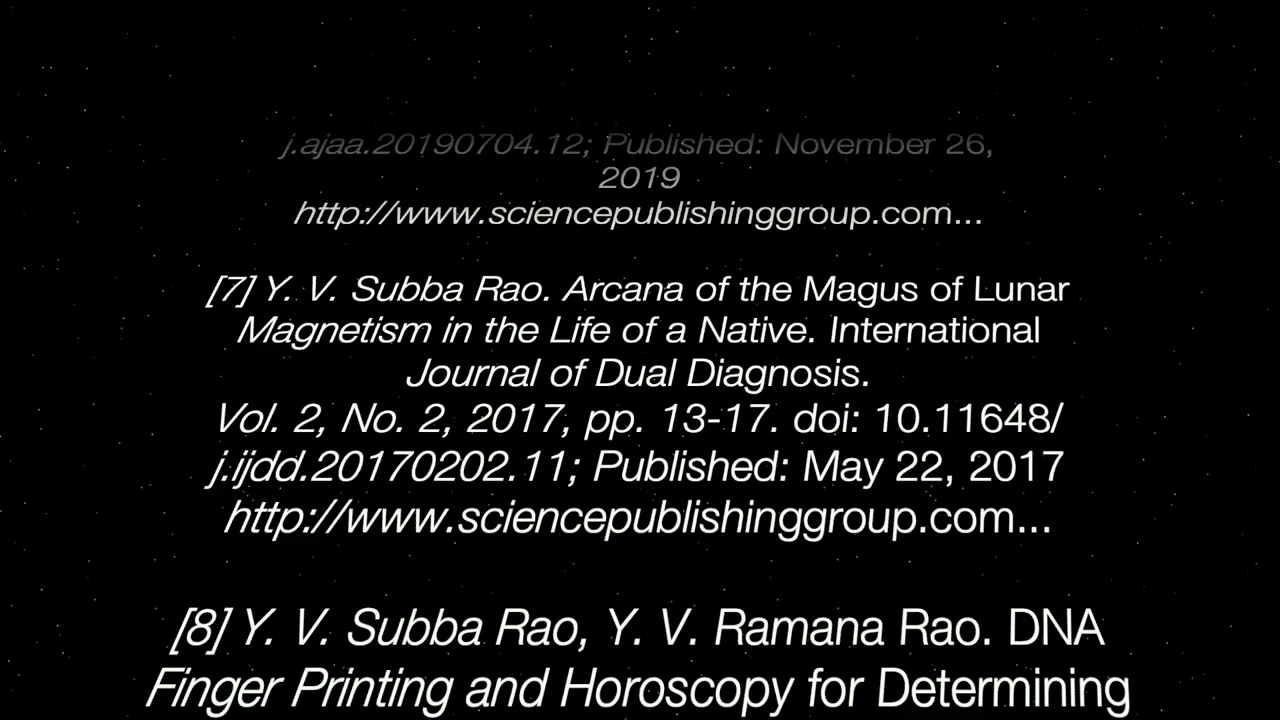 j.ajaa.20190704.12; Published: November 26,
2019
http://www.sciencepublishinggroup.com...
[7] Y. V. Subba Rao. Arcana of the Magus of Lunar
Magnetism in the Life of a Native. International
Journal of Dual Diagnosis.
Vol. 2, No. 2, 2017, pp. 13-17. doi: 10.11648/
j.ijdd.20170202.11; Published: May 22, 2017
http://www.sciencepublishinggroup.com...
[8] Y. V. Subba Rao, Y. V. Ramana Rao. DNA
Finger Printing and Horoscopy for Determining